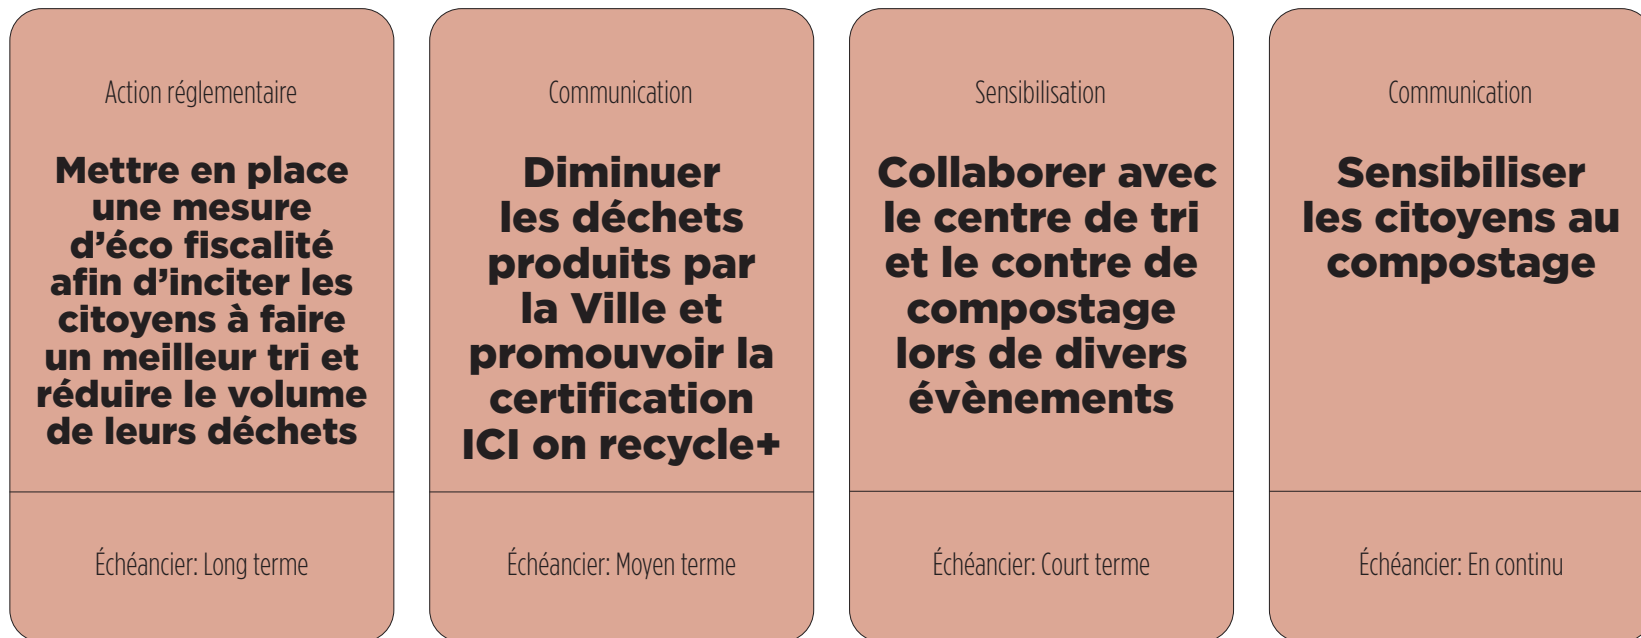 Action réglementaire
Mettre en place
une mesure
d'éco fiscalité
afin d'inciter les
citoyens à faire
un meilleur tri et
réduire le volume
de leurs déchets
Échéancier: Long terme
Communication
Diminuer
les déchets
produits par
la Ville et
promouvoir la
certification
ICI on recycle+
Échéancier: Moyen terme
Sensibilisation
Collaborer avec
le centre de tri
et le contre de
compostage
lors de divers
évènements
Échéancier: Court terme
Communication
Sensibiliser
les citoyens au
compostage
Échéancier: En continu